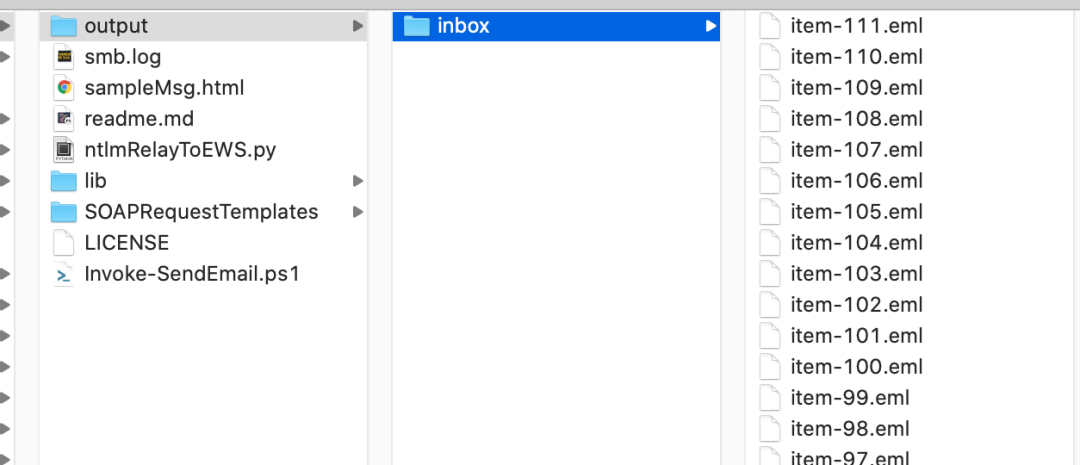 output
smb.log
sampleMsg.html
readme.md
ntlmRelayToEWS.py
lib
SOAPRequestTemplates
LICENSE
Invoke-SendEmail.ps1
inbox
item-111.eml
item-110.eml
item-109.eml
item-108.eml
item-107.eml
item-106.eml
item-105.eml
item-104.eml
item-103.eml
item-102.eml
item-101.eml
item-100.eml
item-99.eml
item-98.eml
item-97.eml